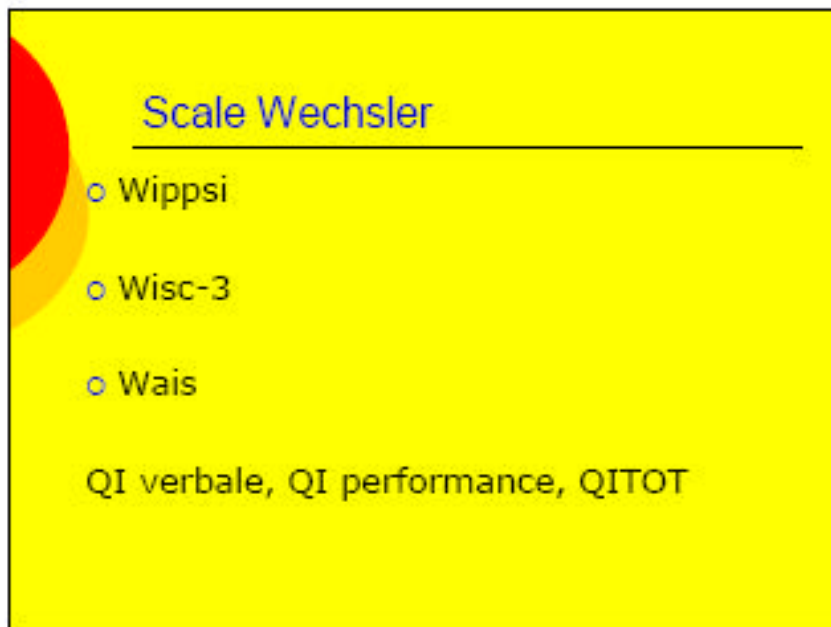 Scale Wechsler
Wippsi
Wisc-3
Wais
QI verbale, QI performance, QITOT